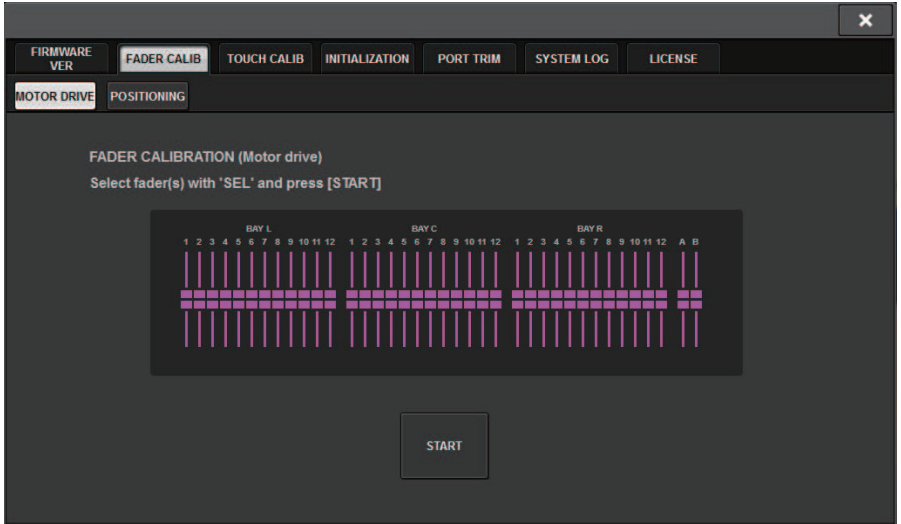 ×
FIRMWARE VER FADER CALIB TOUCH CALIB INITIALIZATION PORT TRIM SYSTEM LOG LICENSE
MOTOR DRIVE POSITIONING
FADER CALIBRATION (Motor drive)
Select fader(s) with 'SEL' and press [START]
BAY L BAY C BAY R
1 2 3 4 5 6 7 8 9 10 11 12 1 2 3 4 5 6 7 8 9 10 11 12 1 2 3 4 5 6 7 8 9 10 11 12 A B
START